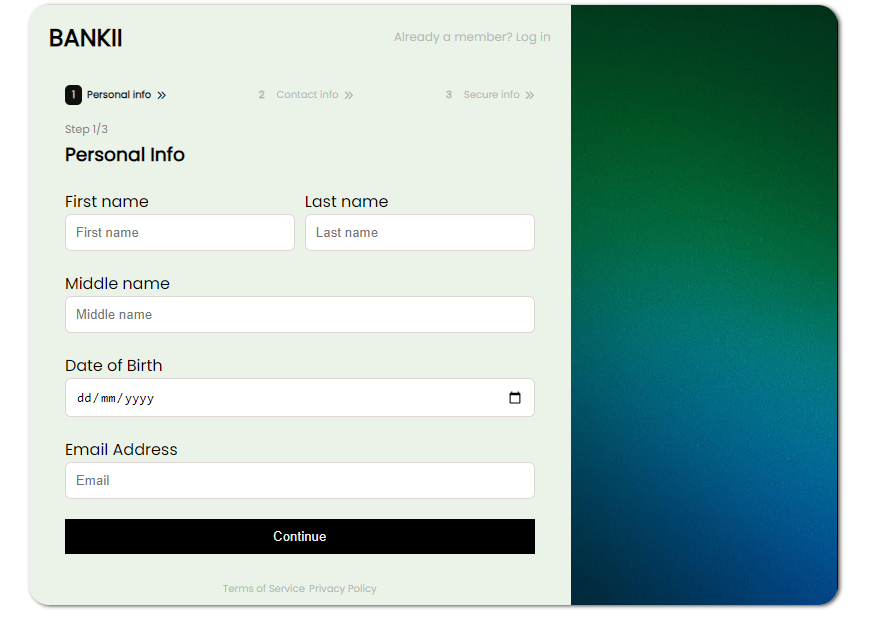 BANKII
Already a member? Log in
1 Personal info »
2 Contact info »
3 Secure info »
Step 1/3
Personal Info
First name
Last name
First name
Last name
Middle name
Middle name
Date of Birth
dd/mm/yyyy
Email Address
Email
Continue
Terms of Service Privacy Policy